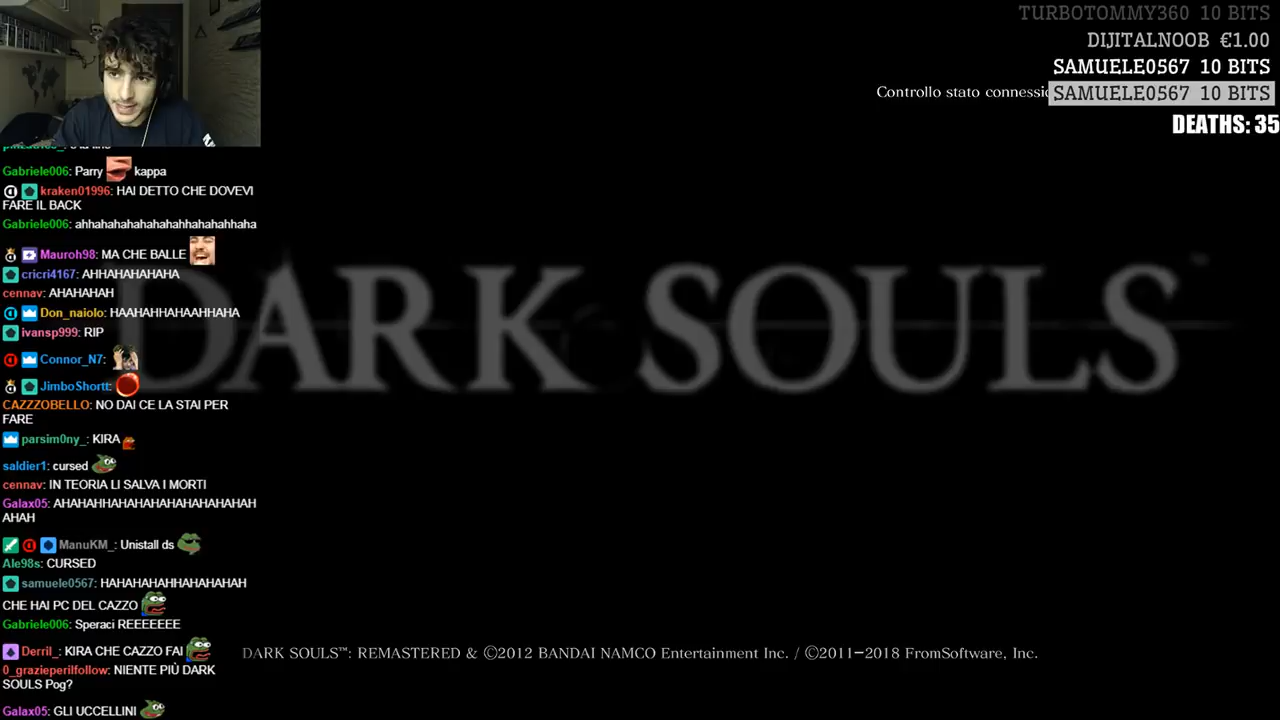 TURBOTOMMY360 10 BITS
DIJITALNOOB €1.00
SAMUELE0567 10 BITS
Controllo stato connessio
SAMUELE0567 10 BITS
DEATHS: 35
Gabriele006: Parry kappa
kraken01996: HAI DETTO CHE DOVEVI
FARE IL BACK
Gabriele006: ahhahahahahahahhahahahhaha
Mauroh98: MA CHE BALLE
cricri4167: AHHAHAHAHAHA
cennav: AHAHAHAH
Don_naiolo: HAAHAHHAHAAHHAHA
ivansp999: RIP
Connor_N7:
JimboShortt:
CAZZZOBELLO: NO DAI CE LA STAI PER
FARE
parsim0ny_: KIRA
saldier1: cursed
cennav: IN TEORIA LI SALVA I MORTI
Galax05: AHAHAHHAHAHAHAHAHAHAH
AHAH
ManuKM_: Unistall ds
Ale98s: CURSED
samuele0567: HAHAHAHAHHAHAHAHAH
CHE HAI PC DEL CAZZO
Gabriele006: Speraci REEEEEEE
Derril_: KIRA CHE CAZZO FAI
0_grazieperilfollow: NIENTE PIÙ DARK
SOULS Pog?
Galax05: GLI UCCELLINI
DARK SOULS™
DARK SOULS™: REMASTERED & ©2012 BANDAI NAMCO Entertainment Inc. / ©2011-2018 FromSoftware, Inc.